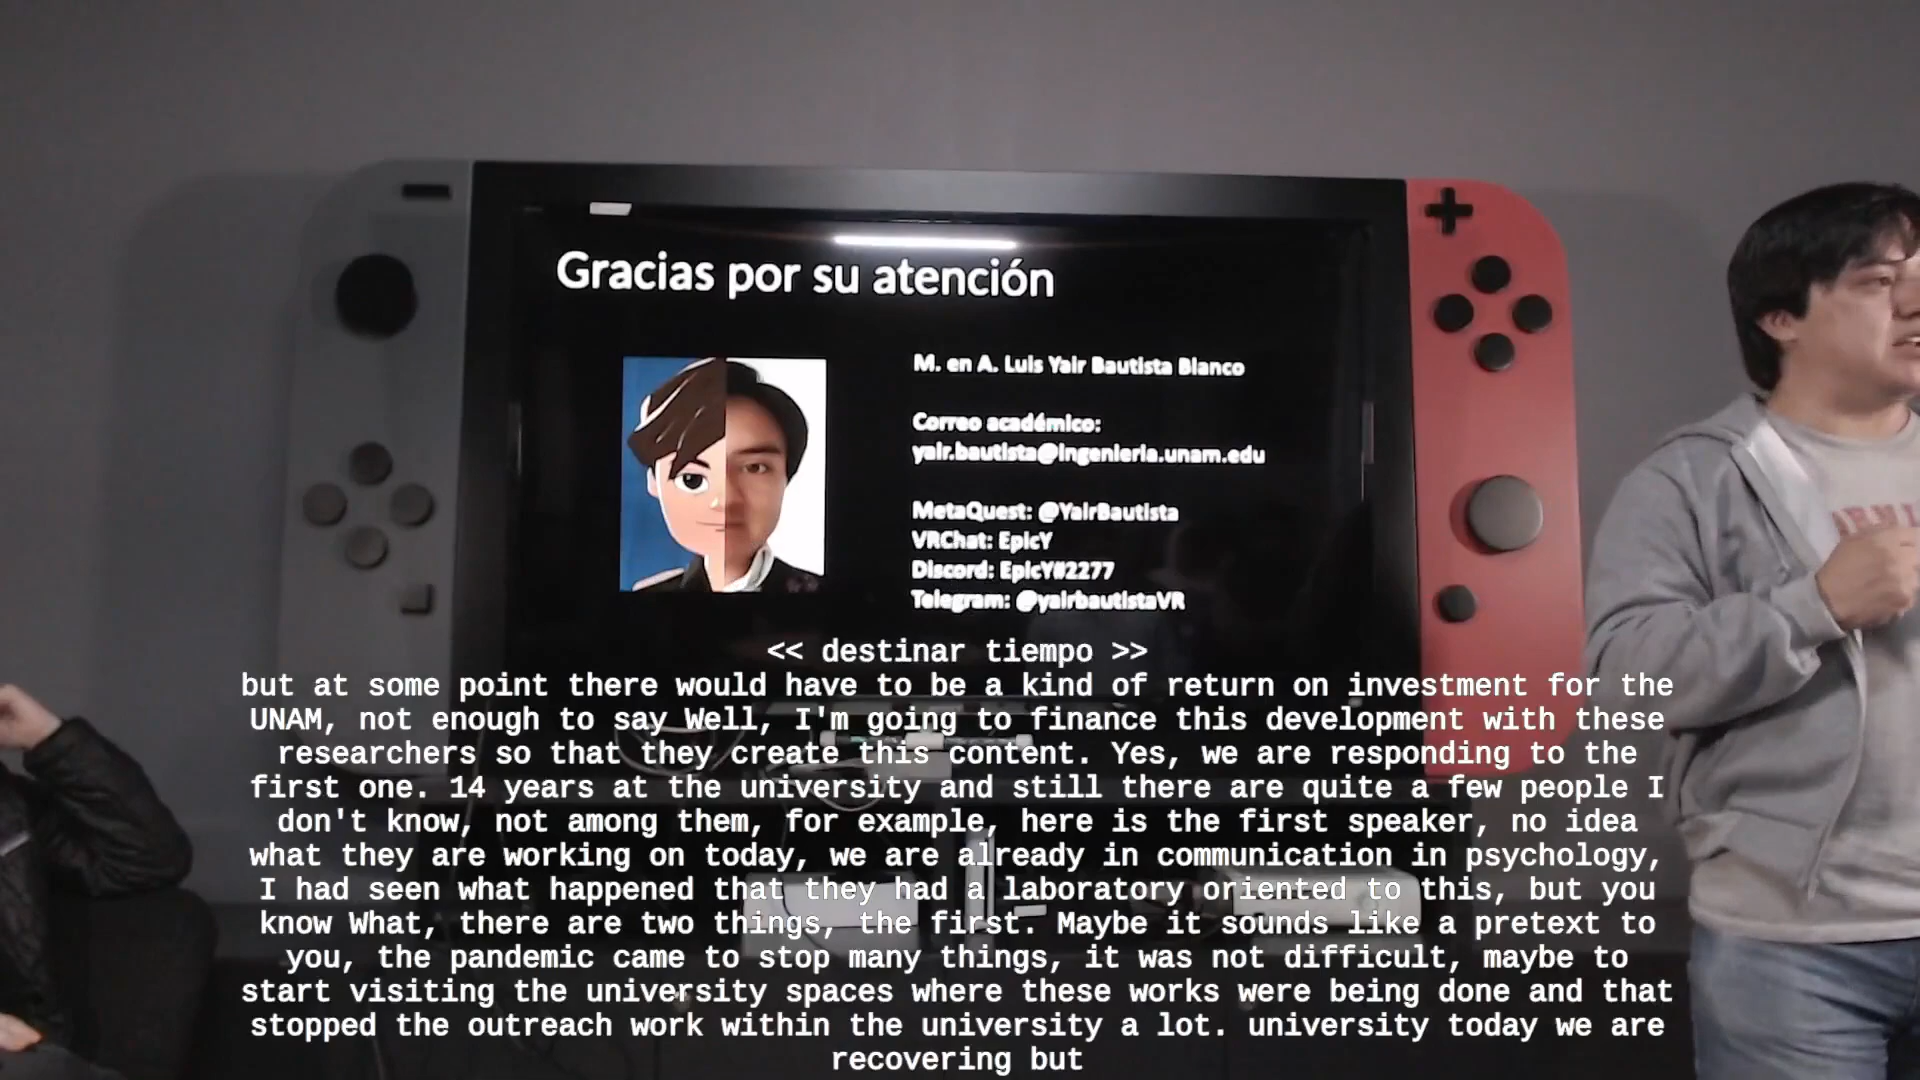 Gracias por su atención
M. en A. Luis Yair Bautista Blanco
Correo académico:
yair.bautista@ingenieria.unam.edu
MetaQuest: @YairBautista
VRChat: EpicY
Discord: EpicY#2277
Telegram: @yairbautistaVR
<< destinar tiempo >>
but at some point there would have to be a kind of return on investment for the
UNAM, not enough to say Well, I'm going to finance this development with these
researchers so that they create this content. Yes, we are responding to the
first one. 14 years at the university and still there are quite a few people I
don't know, not among them, for example, here is the first speaker, no idea
what they are working on today, we are already in communication in psychology,
I had seen what happened that they had a laboratory oriented to this, but you
know What, there are two things, the first. Maybe it sounds like a pretext to
you, the pandemic came to stop many things, it was not difficult, maybe to
start visiting the university spaces where these works were being done and that
stopped the outreach work within the university a lot. university today we are
recovering but